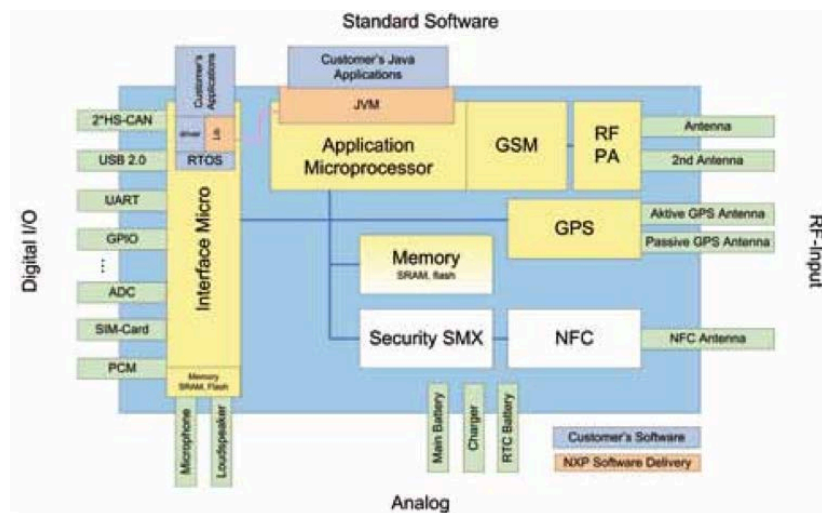 Standard Software
Customer's Applications
Customer's Java
Applications
driver
Lib
JVM
RTOS
Application
Microprocessor
GSM
RF
PA
2*HS-CAN
USB 2.0
UART
GPIO
...
ADC
SIM-Card
PCM
Digital I/O
Interface Micro
Memory
SRAM, Flash
Antenna
2nd Antenna
GPS
Aktive GPS Antenna
Passive GPS Antenna
RF-Input
Memory
SRAM, flash
Security SMX
NFC
NFC Antenna
Microphone
Loudspeaker
Main Battery
Charger
RTC Battery
Customer's Software
NXP Software Delivery
Analog